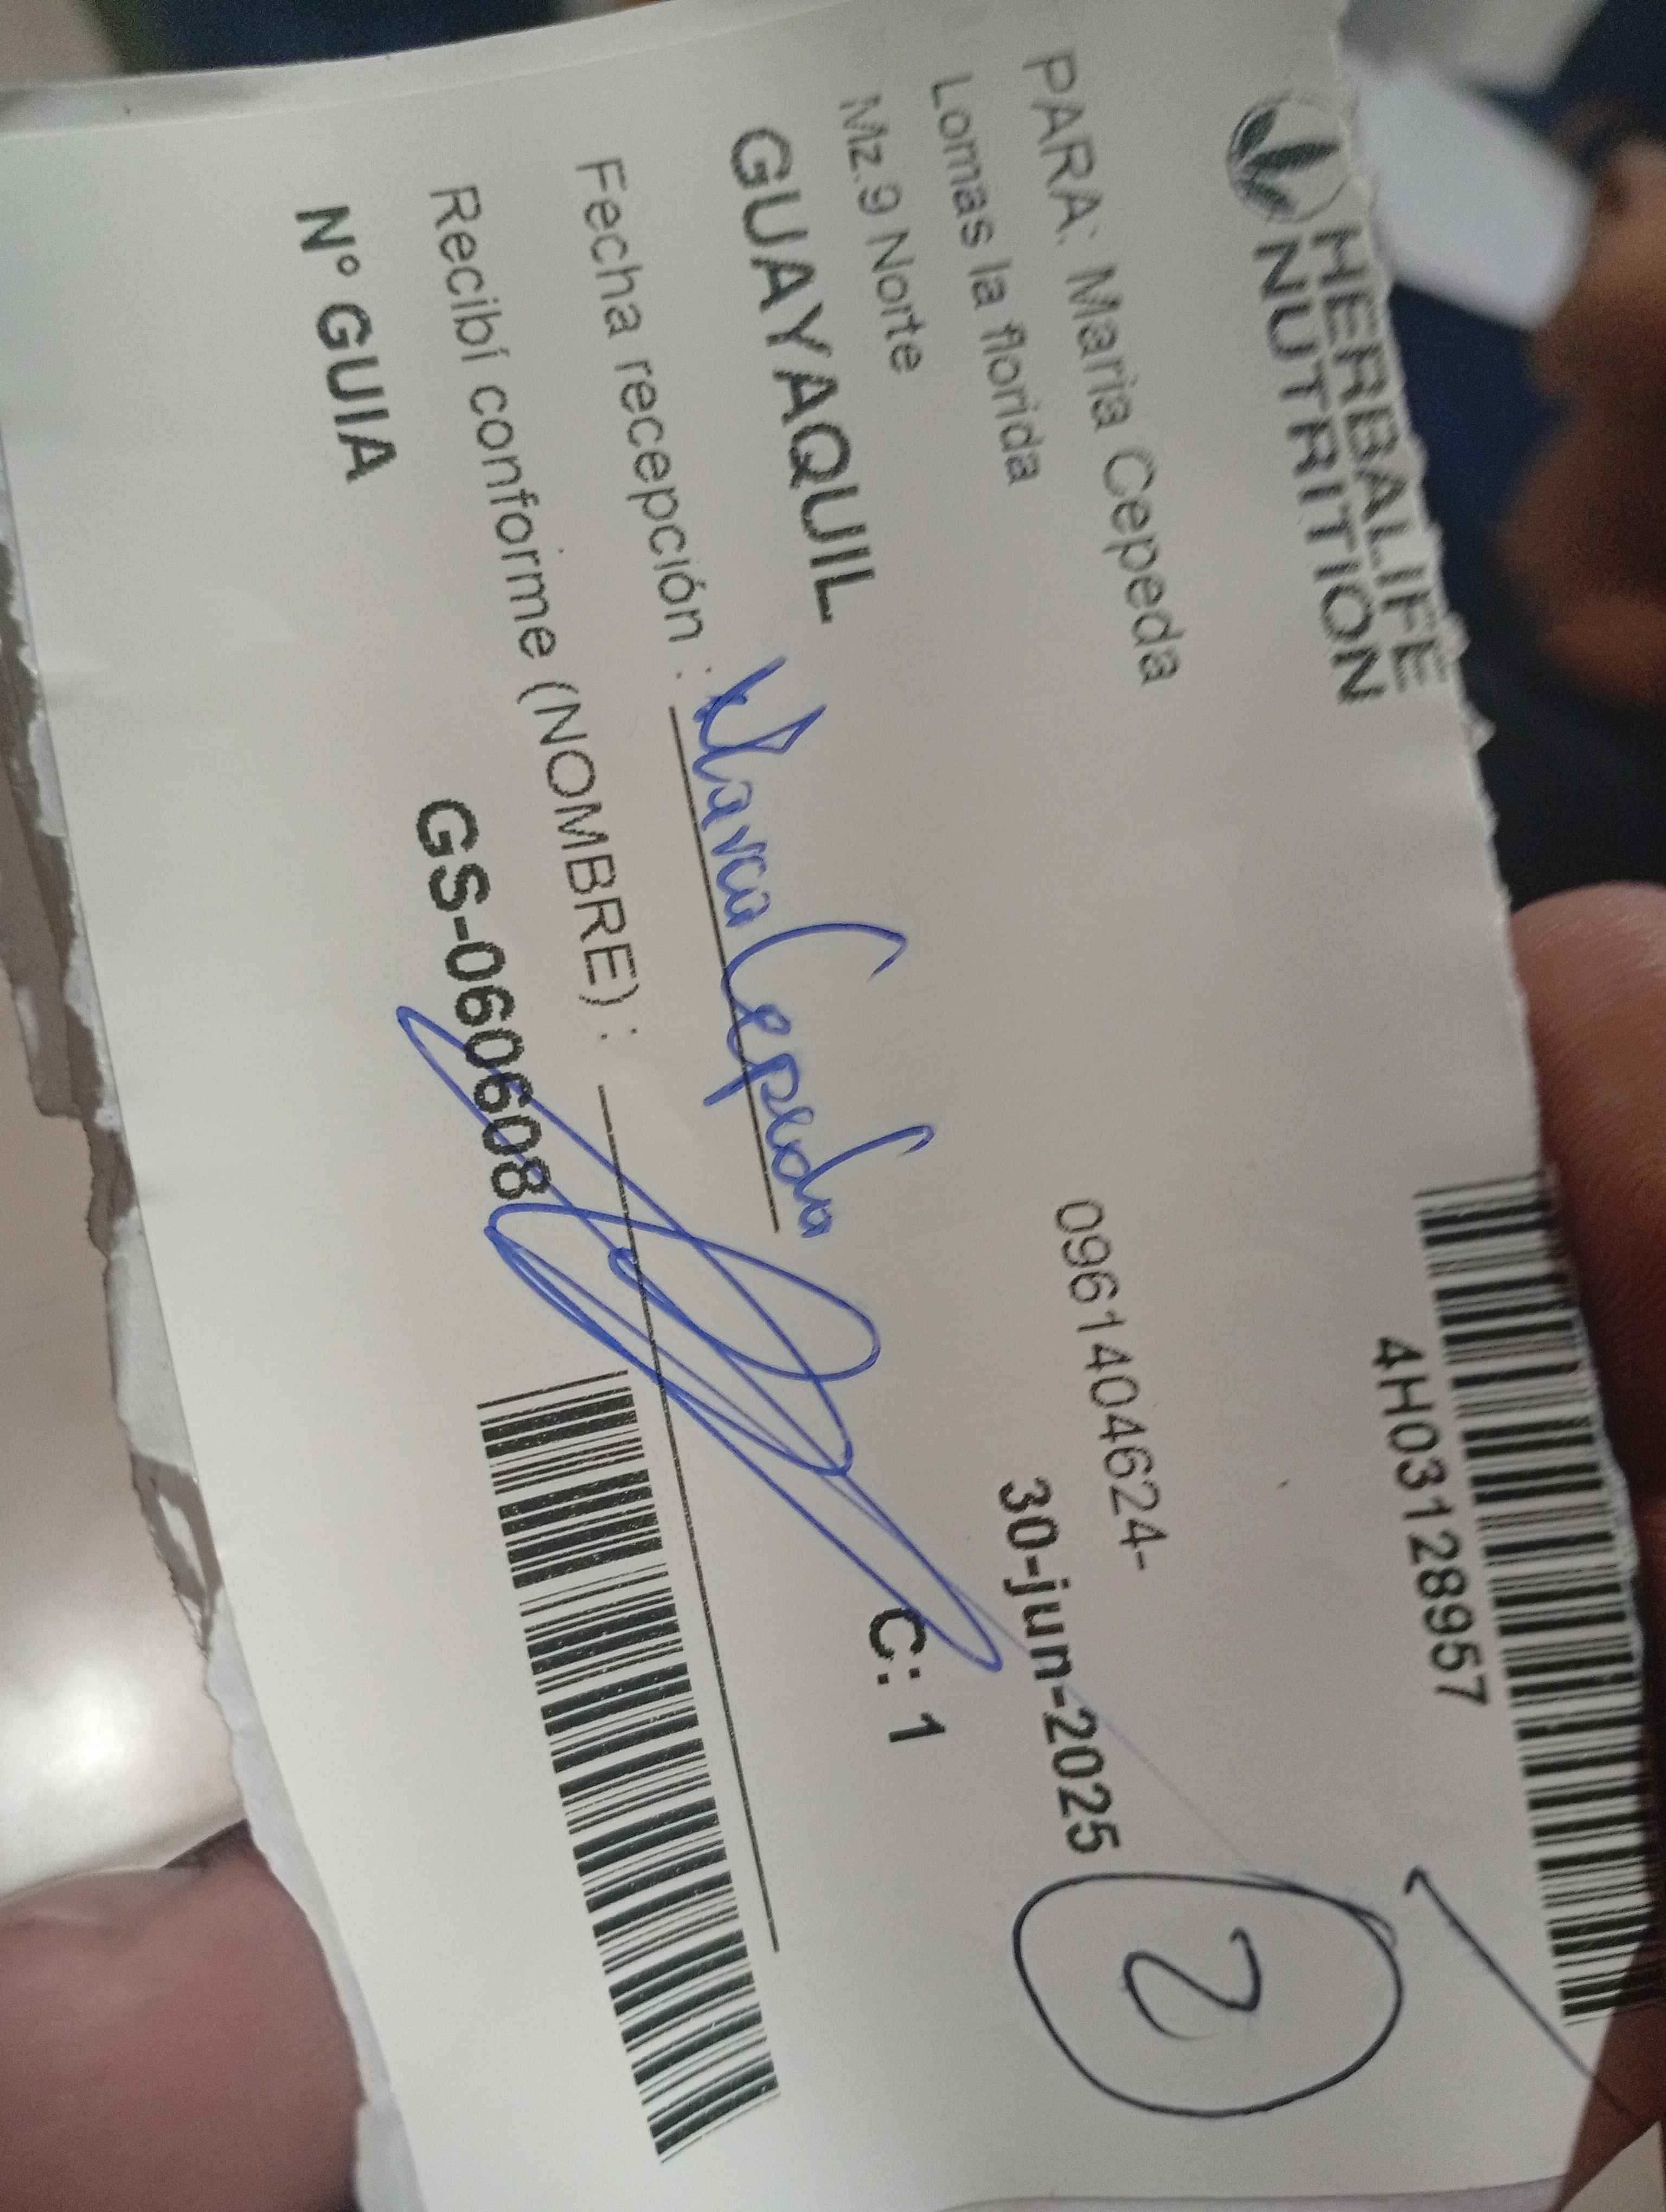 HERBALIFE
NUTRITION
4H03128957
PARA: Maria Cepeda
0961404624-
Lomas la florida
30-jun-2025
2
Mz.9 Norte
GUAYAQUIL
C: 1
Fecha recepción : Maria Cepeda
Recibí conforme (NOMBRE) :
Nº GUIA
GS-060608